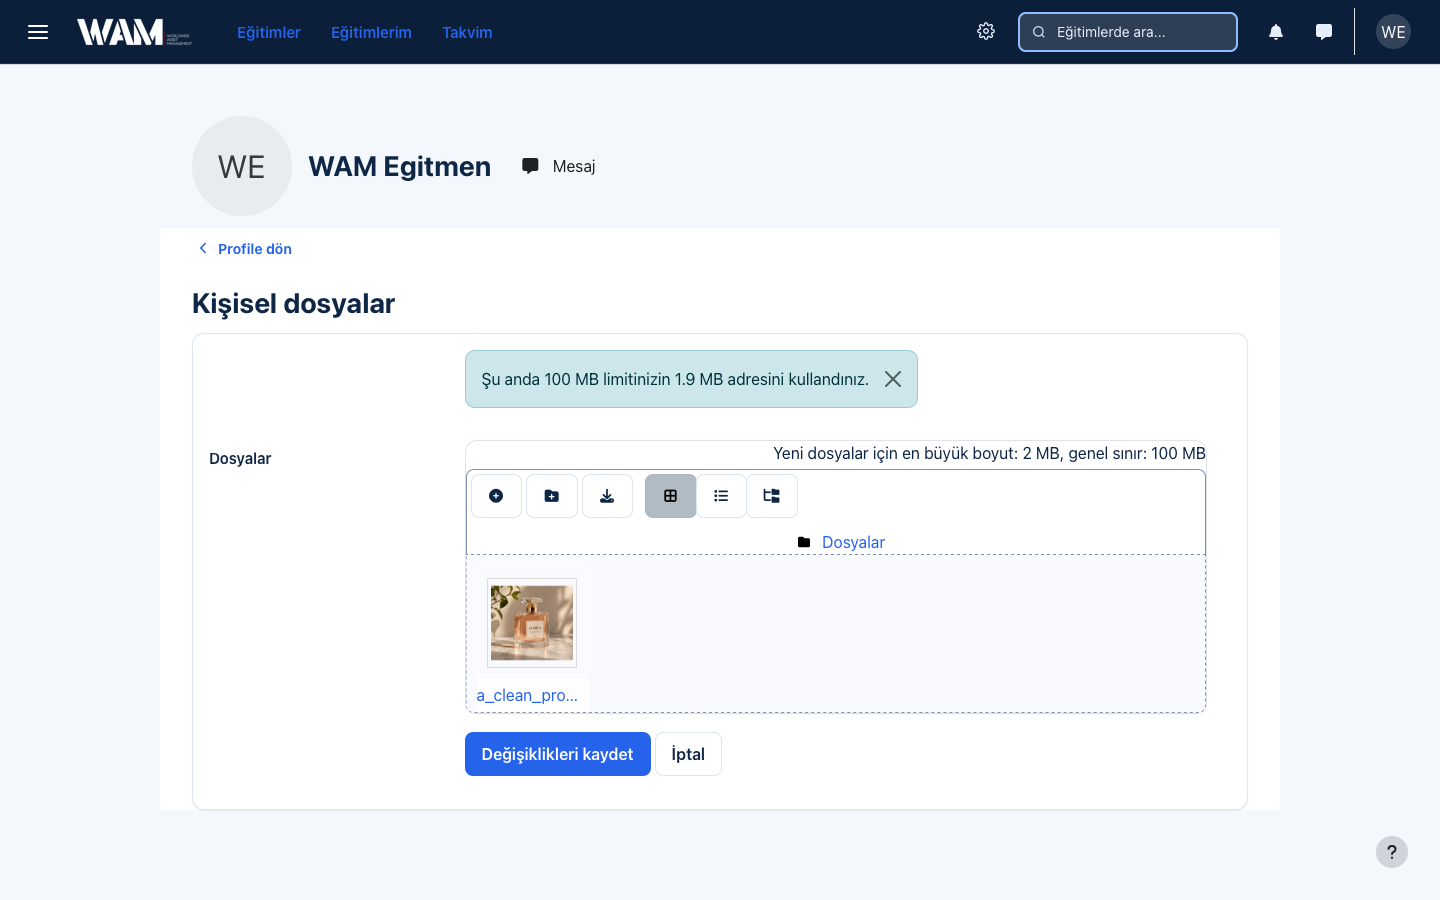 WAM
Eğitimler
Eğitimlerim
Takvim
Eğitimlerde ara...
WE
WE
WAM Egitmen
Mesaj
Profile dön
Kişisel dosyalar
Şu anda 100 MB limitinizin 1.9 MB adresini kullandınız.
Dosyalar
Yeni dosyalar için en büyük boyut: 2 MB, genel sınır: 100 MB
Dosyalar
a_clean_pro...
Değişiklikleri kaydet
İptal
?